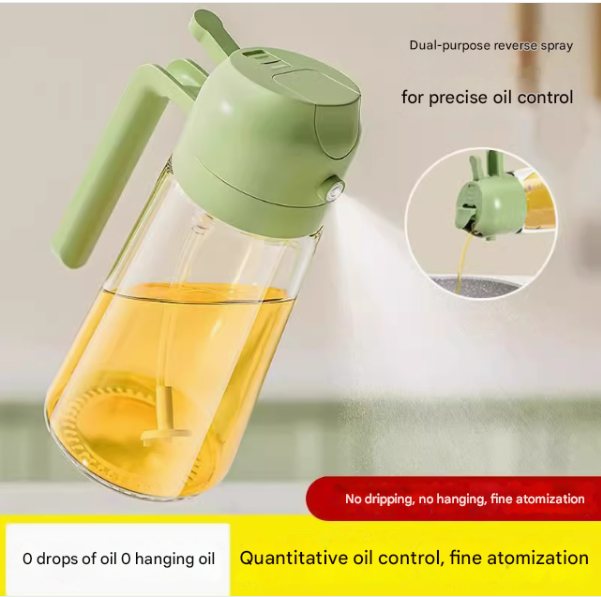 Dual-purpose reverse spray
for precise oil control
No dripping, no hanging, fine atomization
0 drops of oil 0 hanging oil
Quantitative oil control, fine atomization